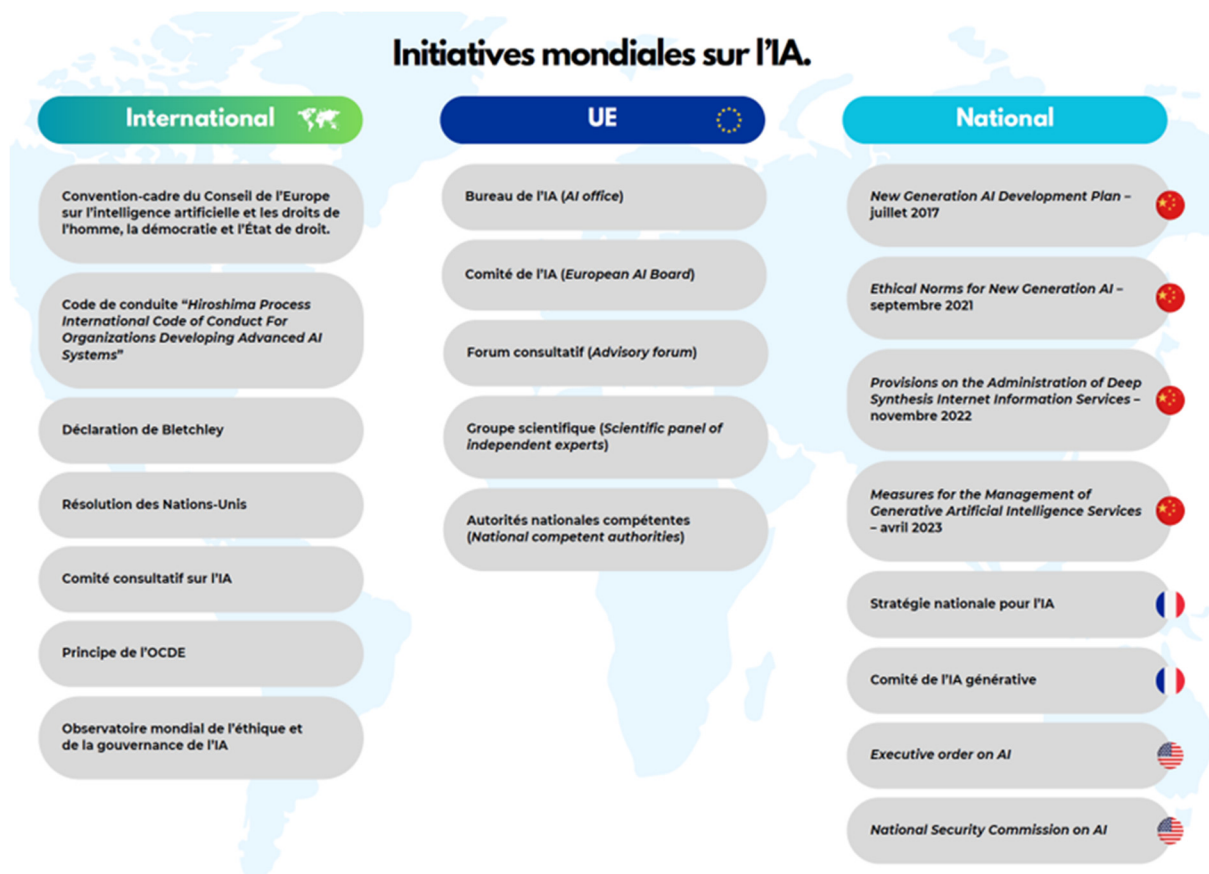 Initiatives mondiales sur l'IA.
International
Convention-cadre du Conseil de l'Europe
sur l'intelligence artificielle et les droits de
l'homme, la démocratie et l'État de droit.
Code de conduite "Hiroshima Process
International Code of Conduct For
Organizations Developing Advanced AI
Systems"
Déclaration de Bletchley
Résolution des Nations-Unis
Comité consultatif sur l'IA
Principe de l'OCDE
Observatoire mondial de l'éthique et
de la gouvernance de l'IA
UE
Bureau de l'IA (AI office)
Comité de l'IA (European AI Board)
Forum consultatif (Advisory forum)
Groupe scientifique (Scientific panel of
independent experts)
Autorités nationales compétentes
(National competent authorities)
National
New Generation AI Development Plan –
juillet 2017
Ethical Norms for New Generation AI –
septembre 2021
Provisions on the Administration of Deep
Synthesis Internet Information Services –
novembre 2022
Measures for the Management of
Generative Artificial Intelligence Services
– avril 2023
Stratégie nationale pour l'IA
Comité de l'IA générative
Executive order on AI
National Security Commission on AI